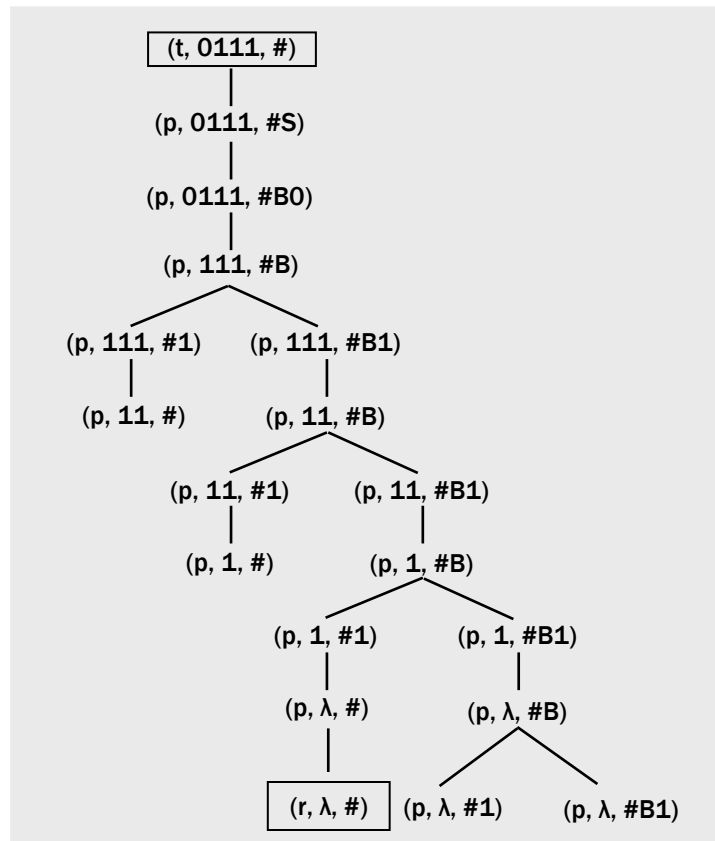 (t, 0111, #)
(p, 0111, #S)
(p, 0111, #B0)
(p, 111, #B)
(p, 111, #1) (p, 111, #B1)
(p, 11, #) (p, 11, #B)
(p, 11, #1) (p, 11, #B1)
(p, 1, #) (p, 1, #B)
(p, 1, #1) (p, 1, #B1)
(p, λ, #) (p, λ, #B)
(r, λ, #) (p, λ, #1) (p, λ, #B1)